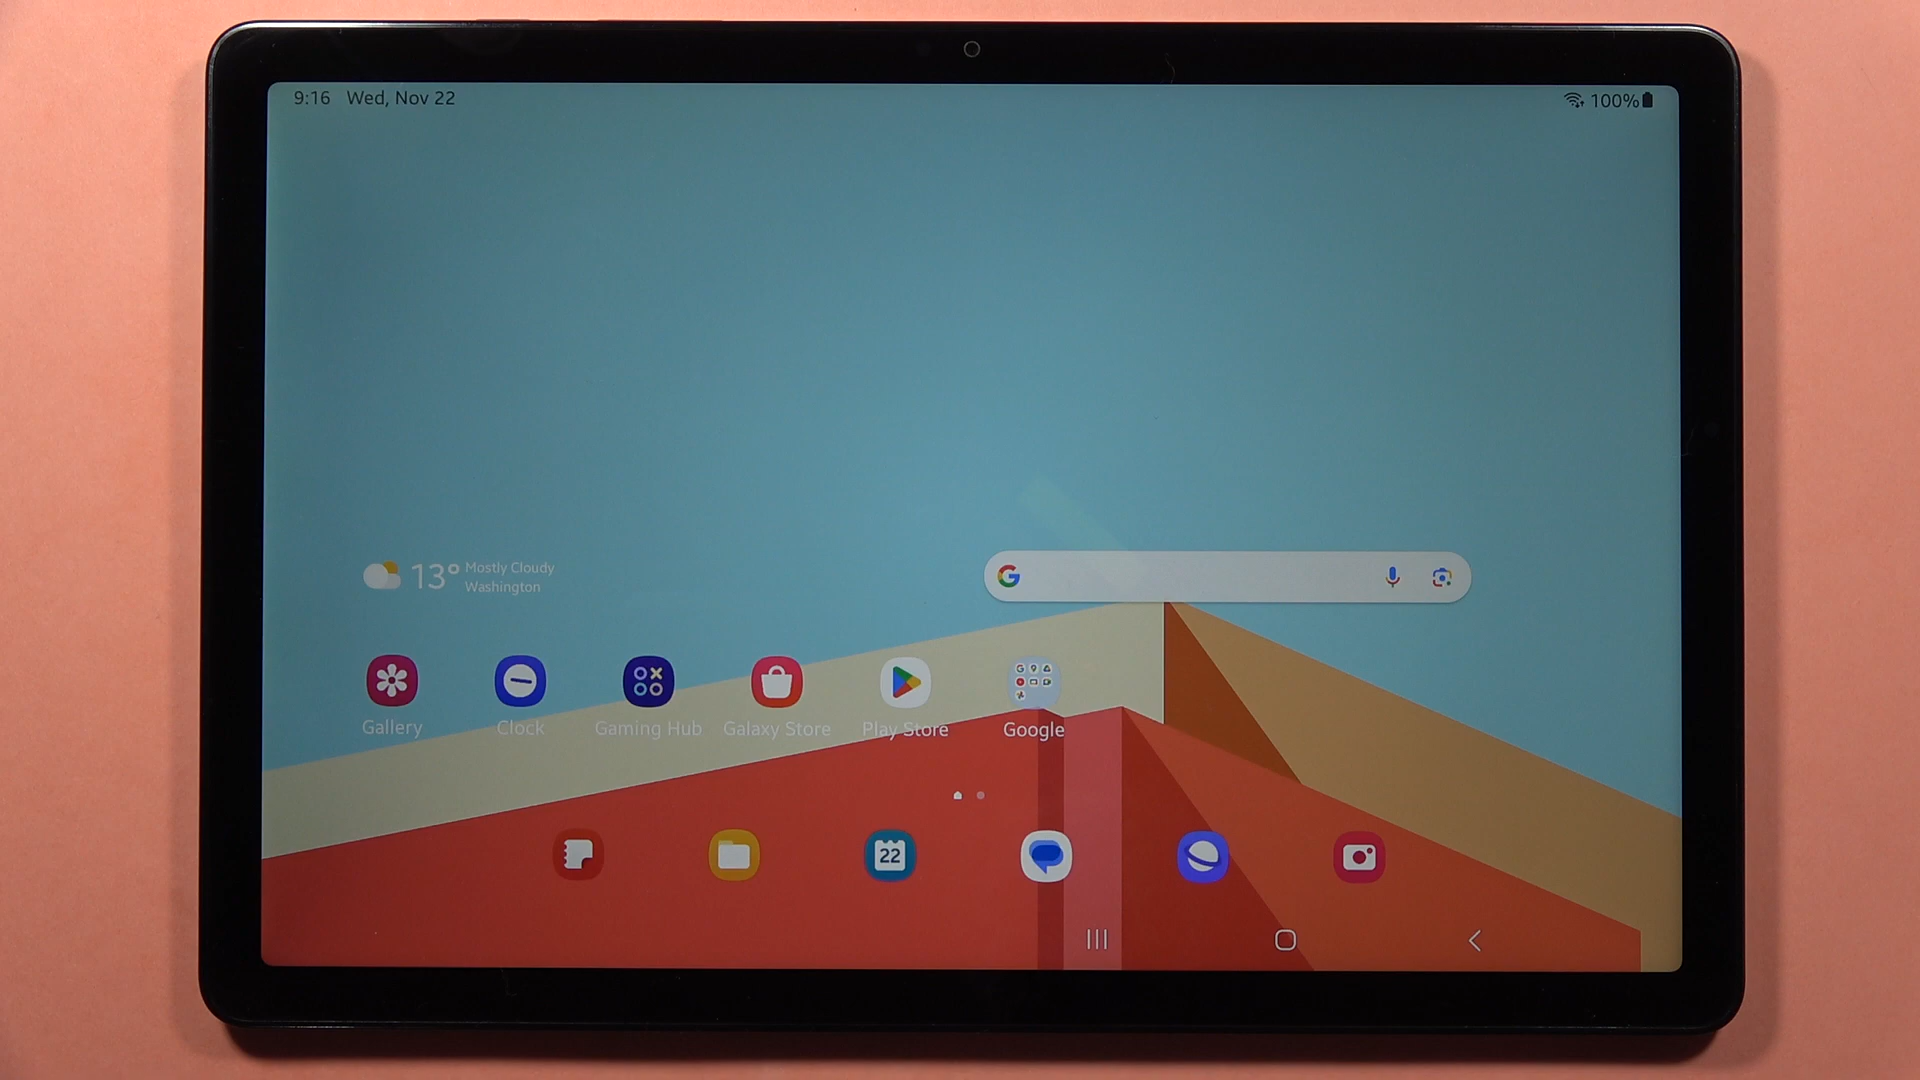 9:16 Wed, Nov 22
100%
13° Mostly Cloudy
Washington
G
Gallery Clock Gaming Hub Galaxy Store Play Store Google
22